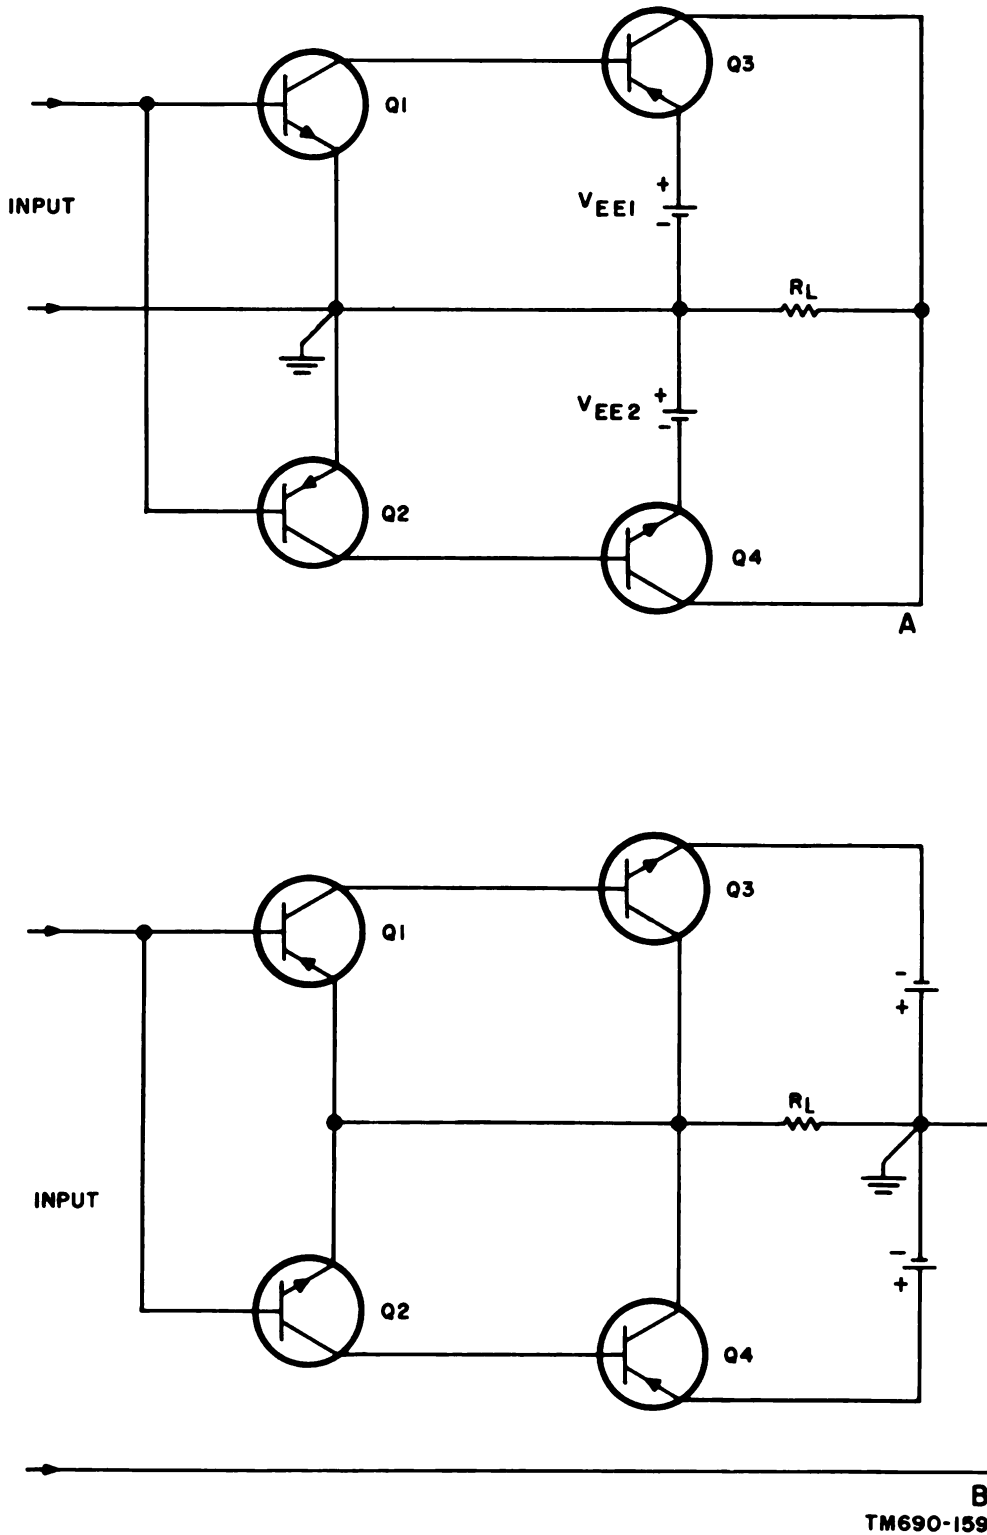 Q3
Q1
+
INPUT
VEE1
-
RL
+
VEE2
-
Q2
Q4
A
Q3
Q1
-
+
RL
INPUT
-
+
Q2
Q4
B
TM690-159